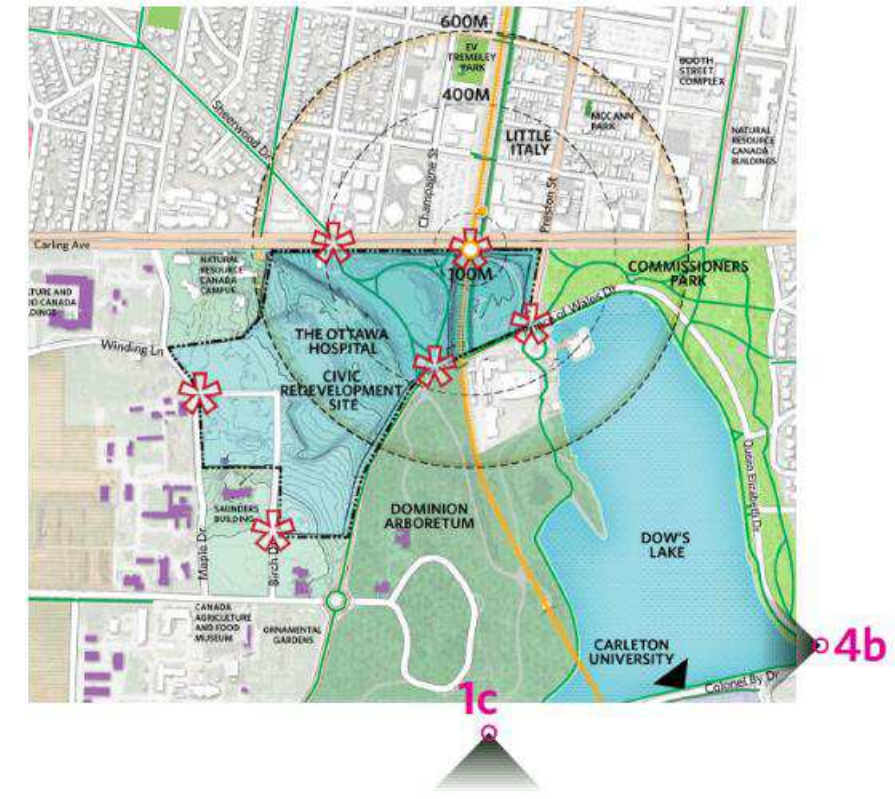 600M
EV
TREMBLEY
PARK
BOOTH
STREET
COMPLEX
400M
Sherwood Dr
MCCANN
PARK
LITTLE
ITALY
NATURAL
RESOURCE
CANADA
BUILDINGS
Champagne St
Preston St
Carling Ave
NATURAL
RESOURCE
CANADA
CAMPUS
100M
COMMISSIONERS
PARK
of Wales Dr
THE OTTAWA
HOSPITAL
CIVIC
REDEVELOPMENT
SITE
Winding Ln
Queen Elizabeth Dr
SAUNDERS
BUILDING
DOMINION
ARBORETUM
DOW'S
LAKE
Maple Dr
Birch Dr
CANADA
AGRICULTURE
AND FOOD
MUSEUM
ORNAMENTAL
GARDENS
CARLETON
UNIVERSITY
4b
Colonel By Dr
1c